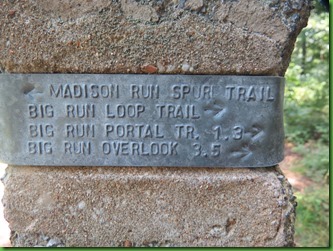 ← MADISON RUN SPUR TRAIL
BIG RUN LOOP TRAIL →
BIG RUN PORTAL TR. 1.3 →
BIG RUN OVERLOOK 3.5 →